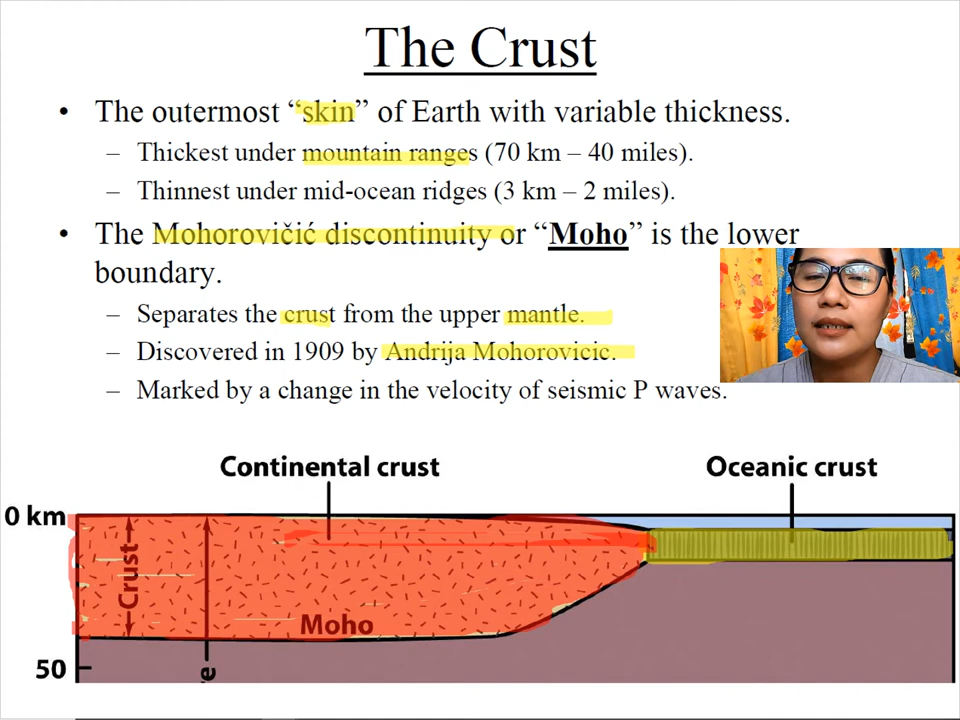 The Crust
• The outermost “skin” of Earth with variable thickness.
– Thickest under mountain ranges (70 km – 40 miles).
– Thinnest under mid-ocean ridges (3 km – 2 miles).
• The Mohorovičić discontinuity or “Moho” is the lower
boundary.
– Separates the crust from the upper mantle.
– Discovered in 1909 by Andrija Mohorovicic.
– Marked by a change in the velocity of seismic P waves.
Continental crust
Oceanic crust
0 km
Crust
Moho
50